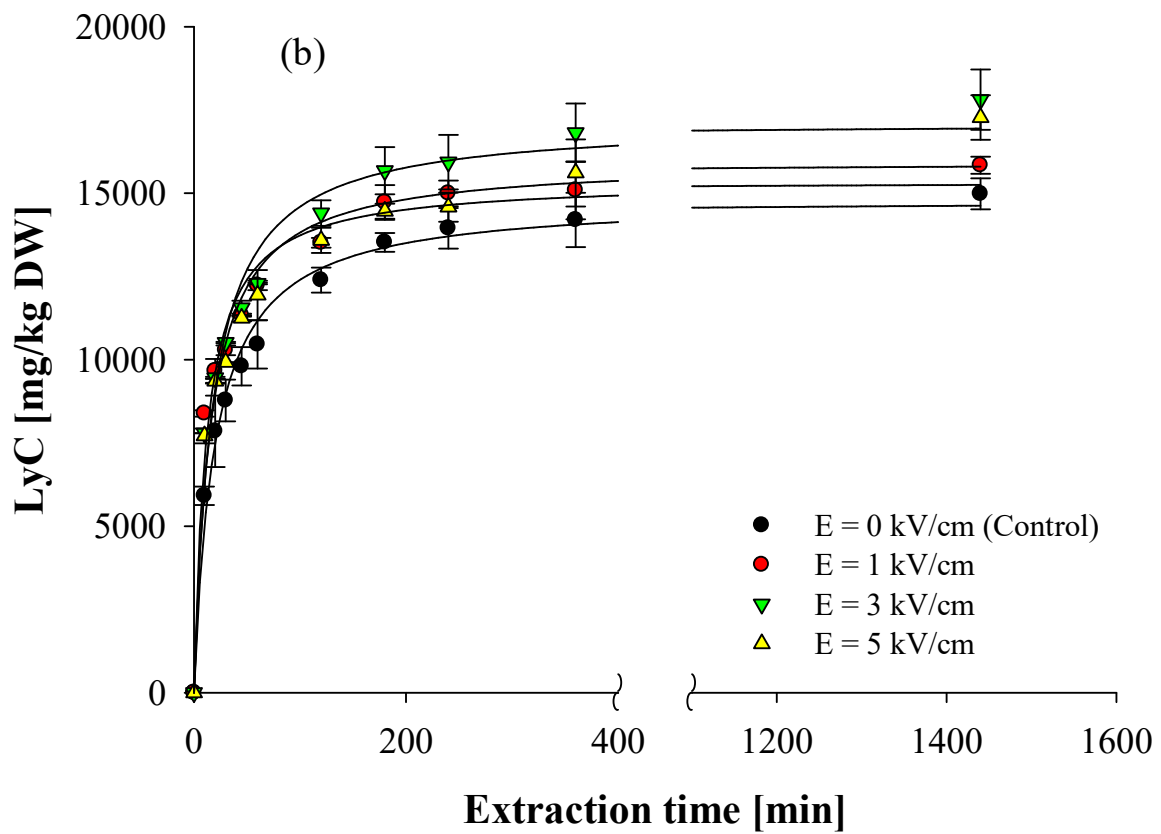 (b)
LyC [mg/kg DW]
20000
15000
10000
5000
0
E = 0 kV/cm (Control)
E = 1 kV/cm
E = 3 kV/cm
E = 5 kV/cm
0 200 400 1200 1400 1600
Extraction time [min]